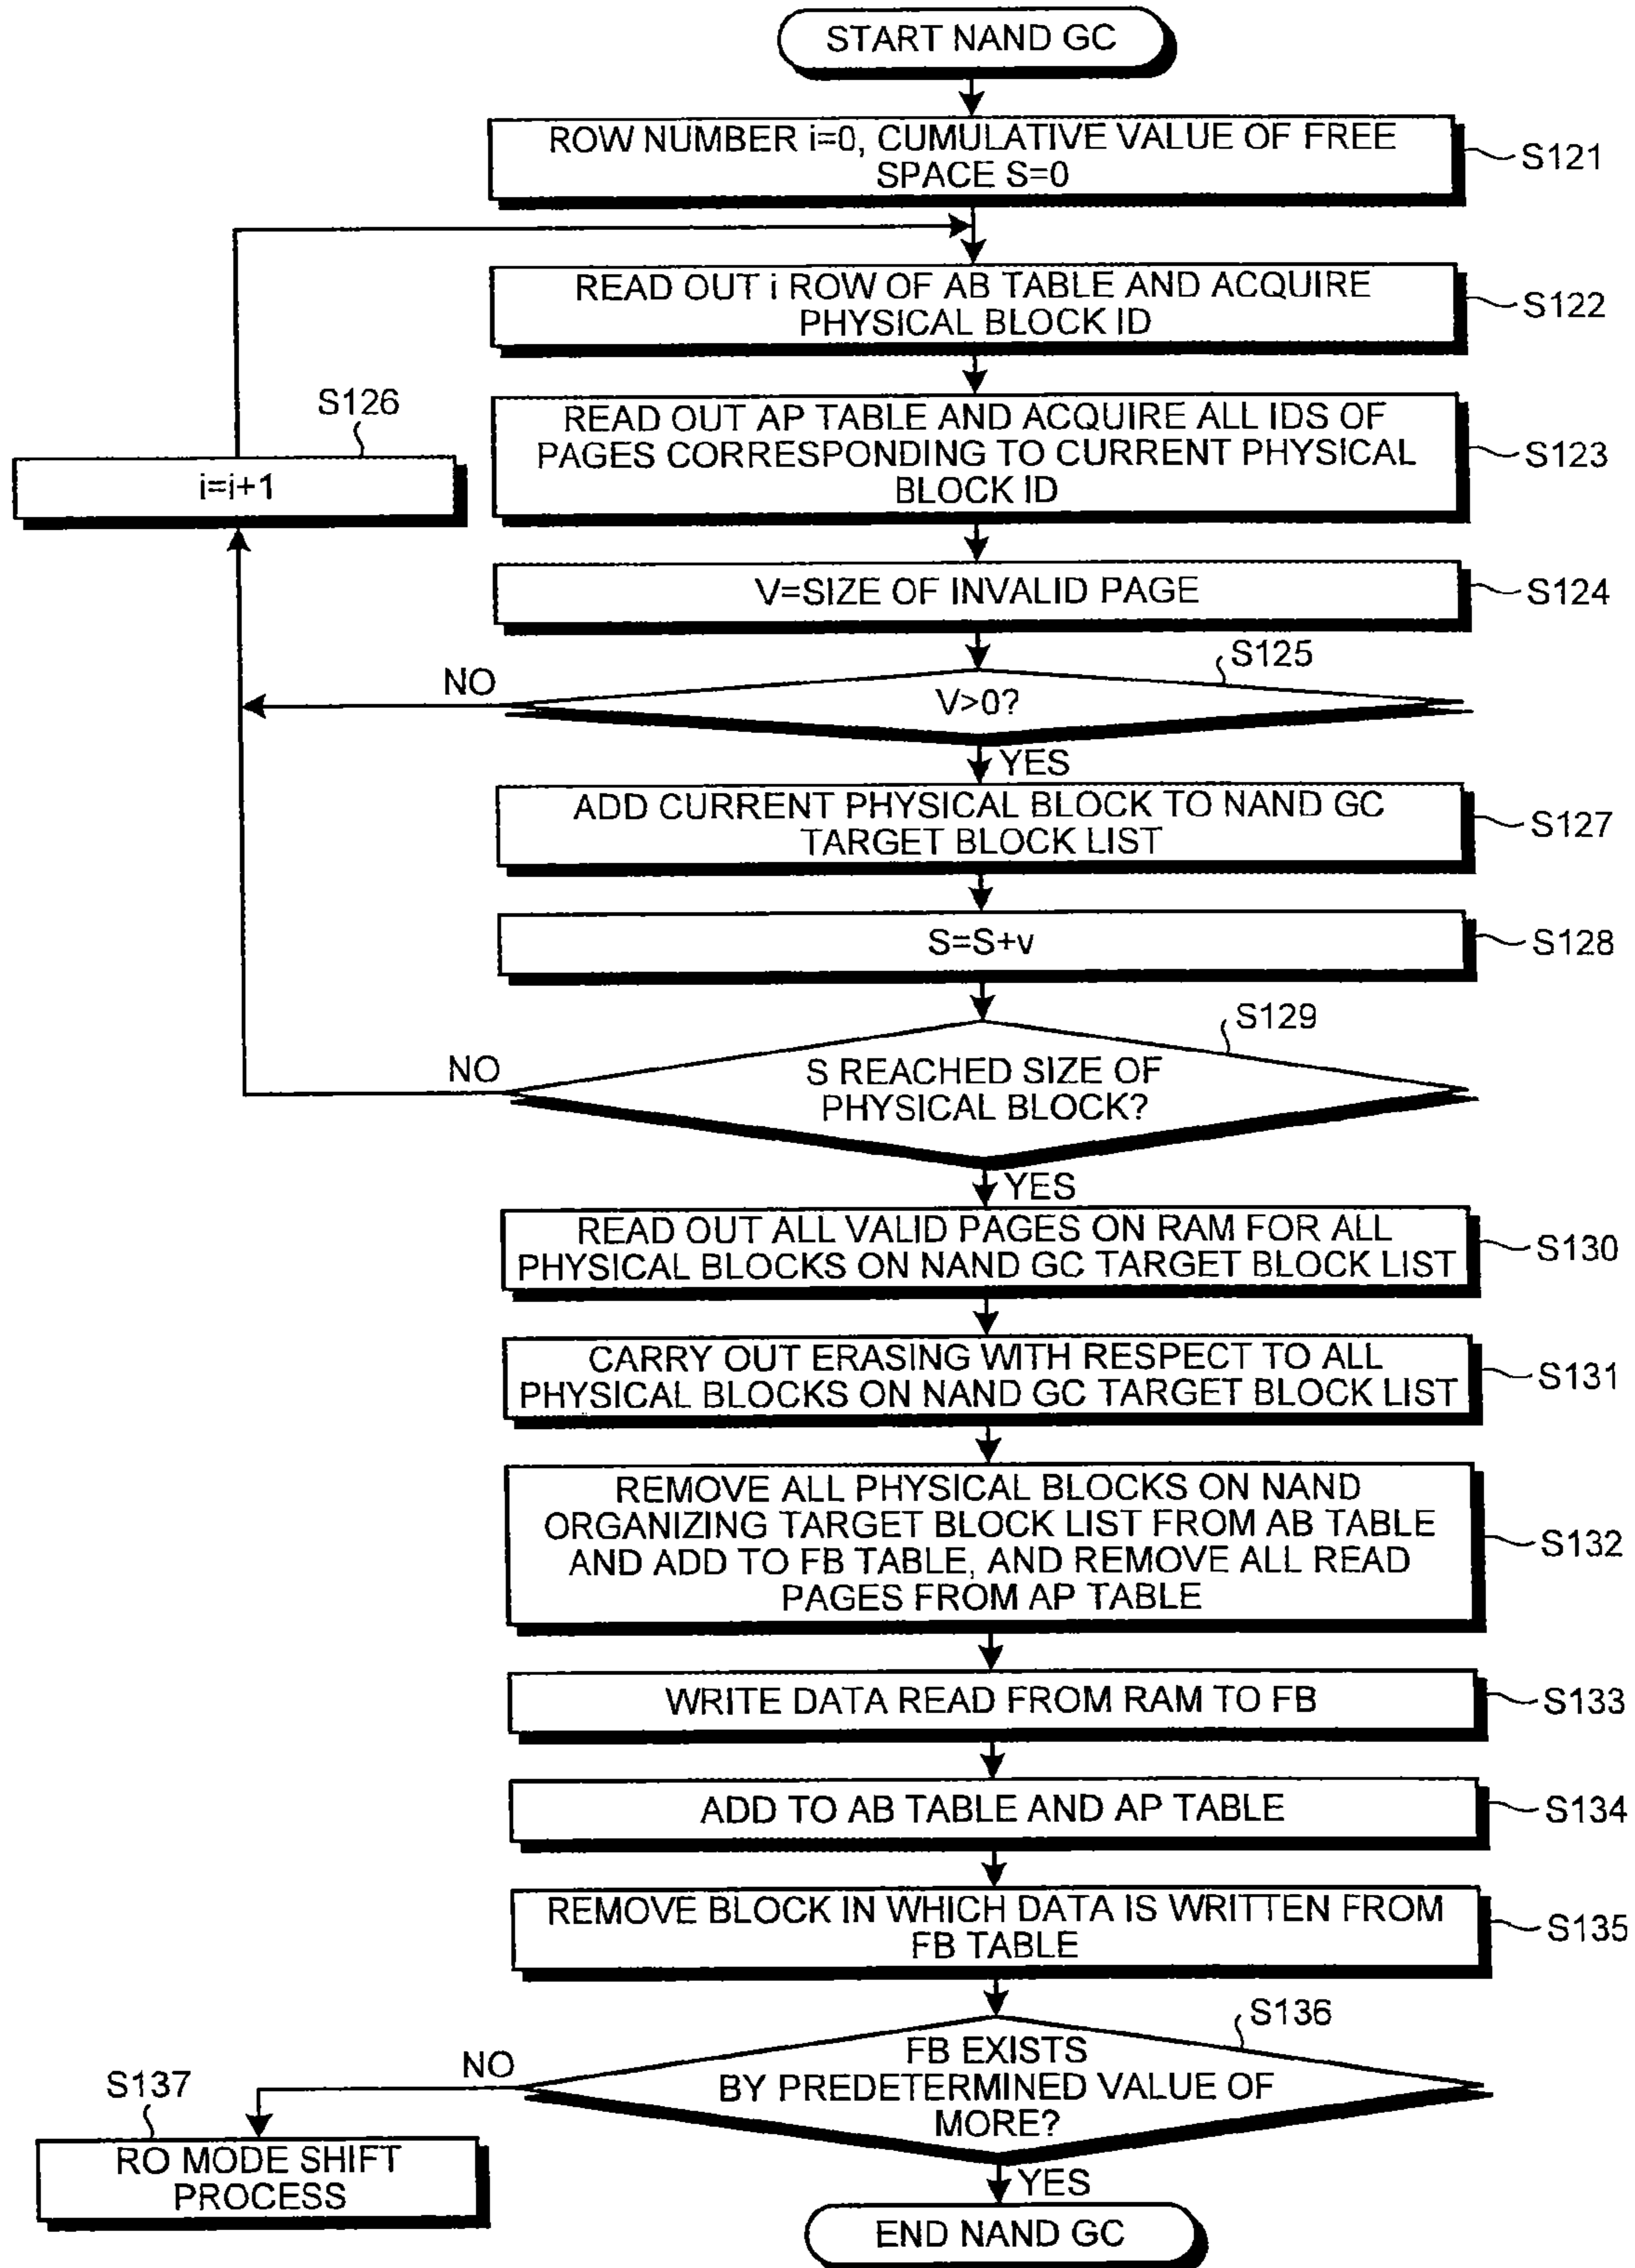 START NAND GC
ROW NUMBER i=0, CUMULATIVE VALUE OF FREE
SPACE S=0
S121
READ OUT i ROW OF AB TABLE AND ACQUIRE
PHYSICAL BLOCK ID
S122
S126
i=i+1
READ OUT AP TABLE AND ACQUIRE ALL IDS OF
PAGES CORRESPONDING TO CURRENT PHYSICAL
BLOCK ID
S123
V=SIZE OF INVALID PAGE
S124
S125
NO
V>0?
YES
ADD CURRENT PHYSICAL BLOCK TO NAND GC
TARGET BLOCK LIST
S127
S=S+v
S128
S129
NO
S REACHED SIZE OF
PHYSICAL BLOCK?
YES
READ OUT ALL VALID PAGES ON RAM FOR ALL
PHYSICAL BLOCKS ON NAND GC TARGET BLOCK LIST
S130
CARRY OUT ERASING WITH RESPECT TO ALL
PHYSICAL BLOCKS ON NAND GC TARGET BLOCK LIST
S131
REMOVE ALL PHYSICAL BLOCKS ON NAND
ORGANIZING TARGET BLOCK LIST FROM AB TABLE
AND ADD TO FB TABLE, AND REMOVE ALL READ
PAGES FROM AP TABLE
S132
WRITE DATA READ FROM RAM TO FB
S133
ADD TO AB TABLE AND AP TABLE
S134
REMOVE BLOCK IN WHICH DATA IS WRITTEN FROM
FB TABLE
S135
S136
NO
FB EXISTS
BY PREDETERMINED VALUE OF
MORE?
S137
RO MODE SHIFT
PROCESS
YES
END NAND GC